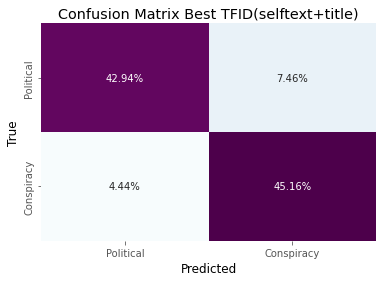 Confusion Matrix Best TFID(selftext+title)
Political
42.94%
7.46%
True
Conspiracy
4.44%
45.16%
Political
Conspiracy
Predicted